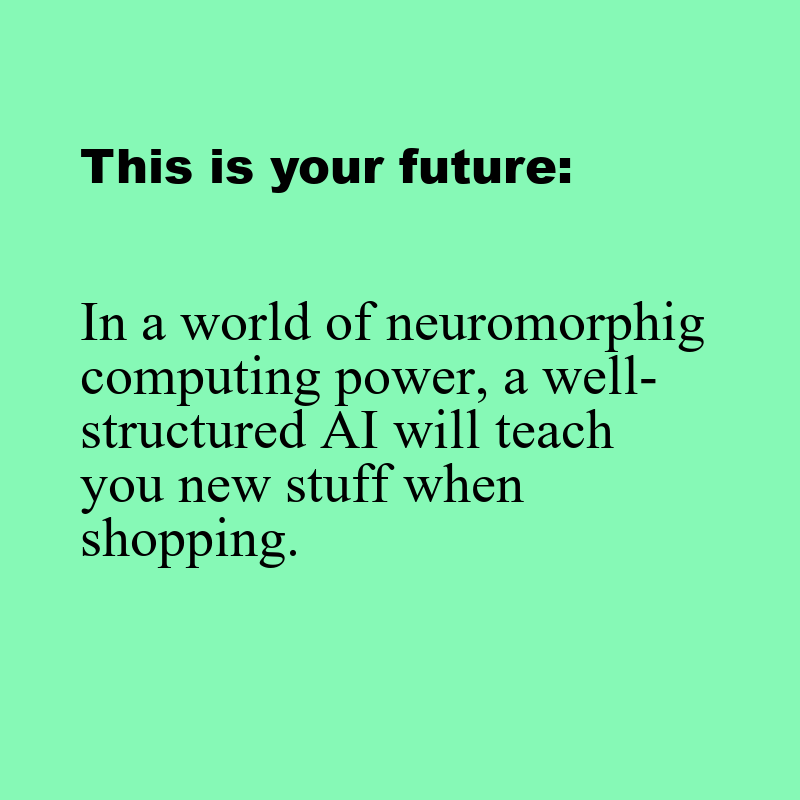 This is your future:
In a world of neuromorphig
computing power, a well-
structured AI will teach
you new stuff when
shopping.